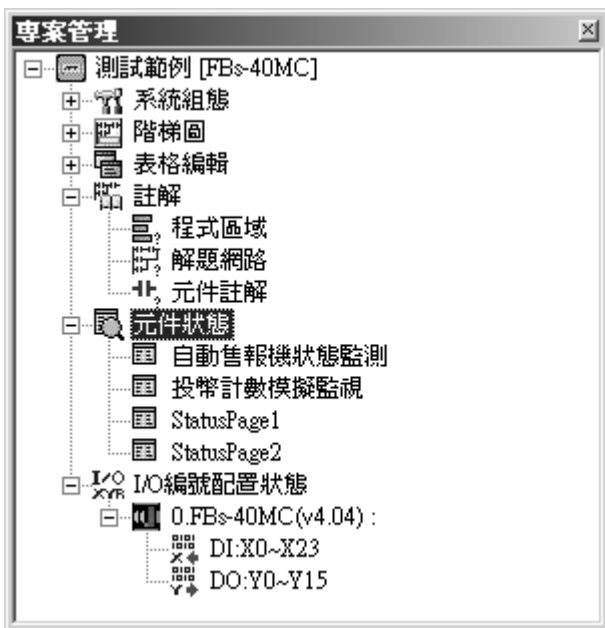 專案管理
測試範例 [FBs-40MC]
系統組態
階梯圖
表格編輯
註解
程式區域
解題網路
元件註解
元件狀態
自動售報機狀態監測
投幣計數模擬監視
StatusPage1
StatusPage2
I/O編號配置狀態
0.FBs-40MC(v4.04) :
DI:X0~X23
DO:Y0~Y15